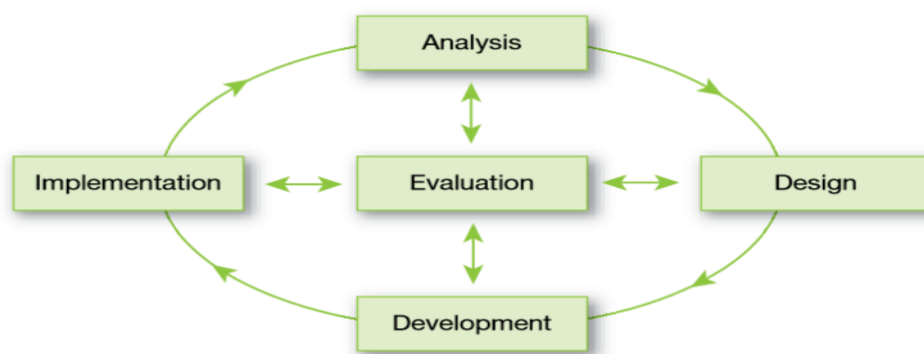 Analysis
Implementation
Evaluation
Design
Development